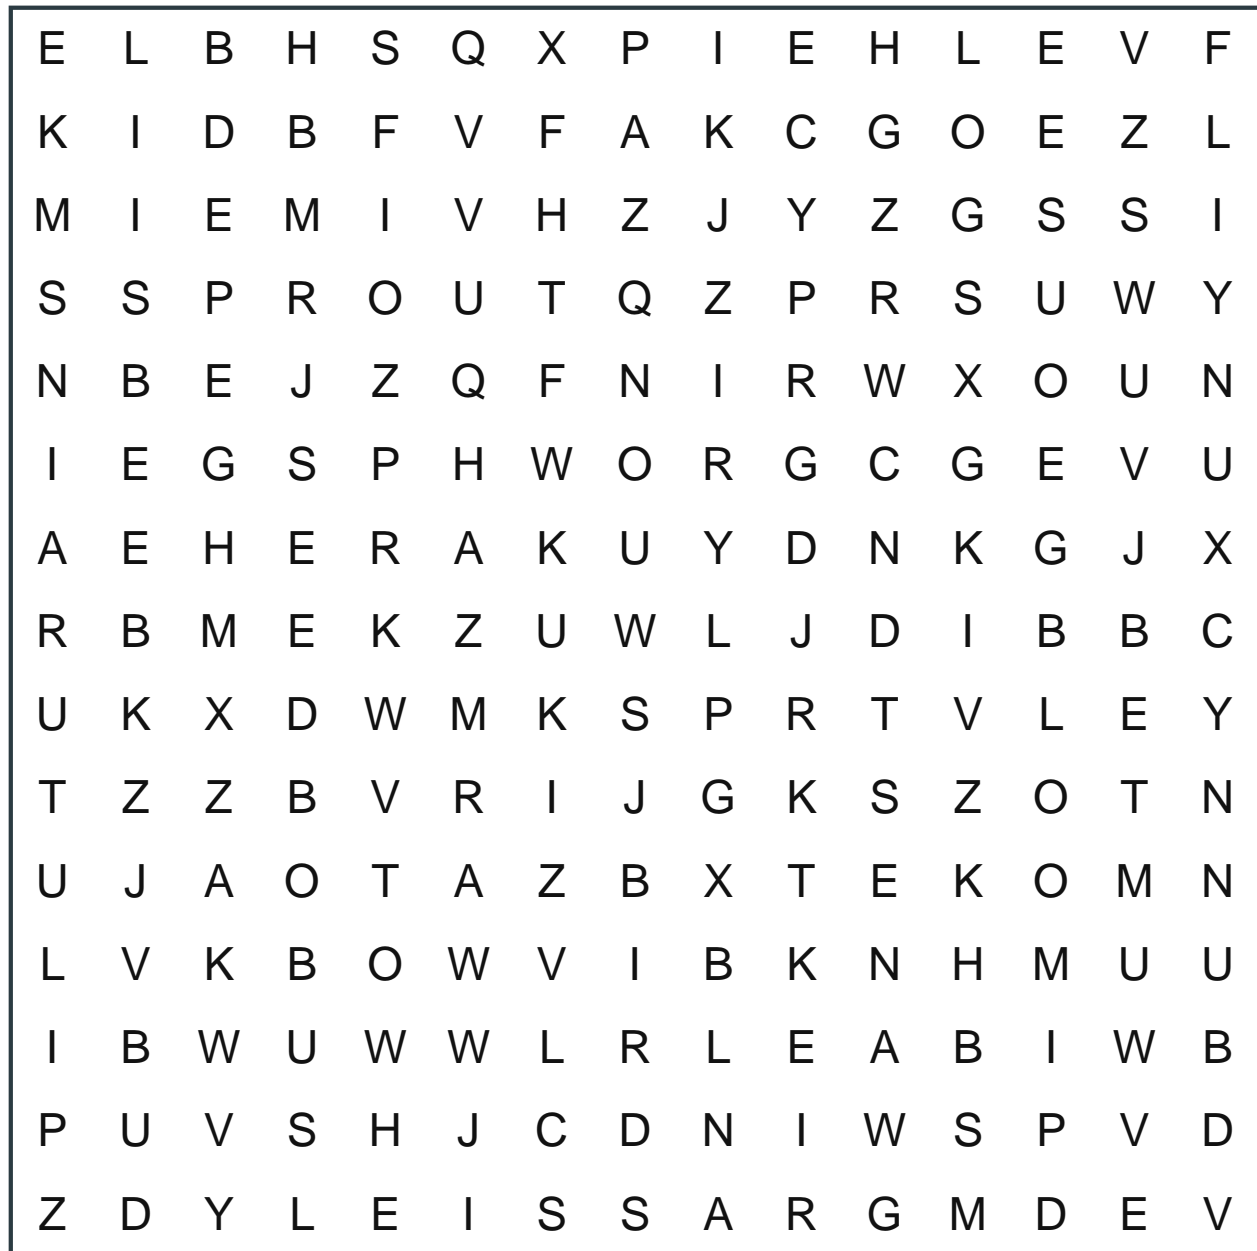 E L B H S Q X P I E H L E V F
K I D B F V F A K C G O E Z L
M I E M I V H Z J Y Z G S S I
S S P R O U T Q Z P R S U W Y
N B E J Z Q F N I R W X O U N
I E G S P H W O R G C G E V U
A E H E R A K U Y D N K G J X
R B M E K Z U W L J D I B B C
U K X D W M K S P R T V L E Y
T Z Z B V R I J G K S Z O T N
U J A O T A Z B X T E K O M N
L V K B O W V I B K N H M U U
I B W U W W L R L E A B I W B
P U V S H J C D N I W S P V D
Z D Y L E I S S A R G M D E V